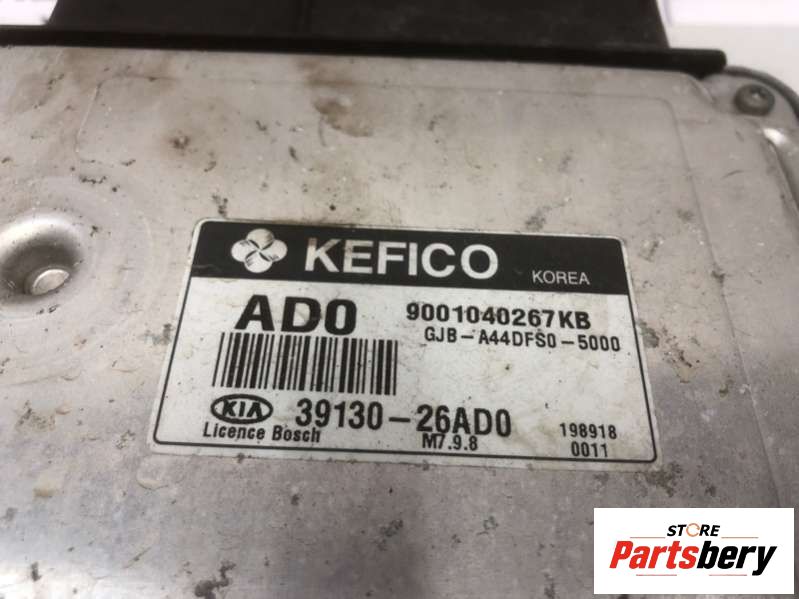 KEFICO
KOREA
AD0
9001040267KB
GJB-A44DFS0-5000
KIA 39130-26AD0
Licence Bosch
M7.9.8
198918
0011
STORE
Partsbery